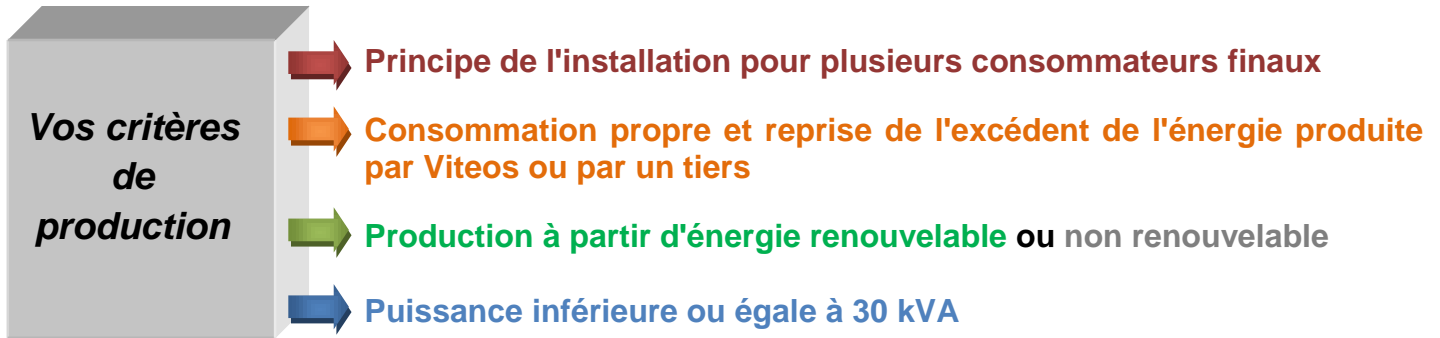 Vos critères
de
production
Principe de l'installation pour plusieurs consommateurs finaux
Consommation propre et reprise de l'excédent de l'énergie produite
par Viteos ou par un tiers
Production à partir d'énergie renouvelable ou non renouvelable
Puissance inférieure ou égale à 30 kVA